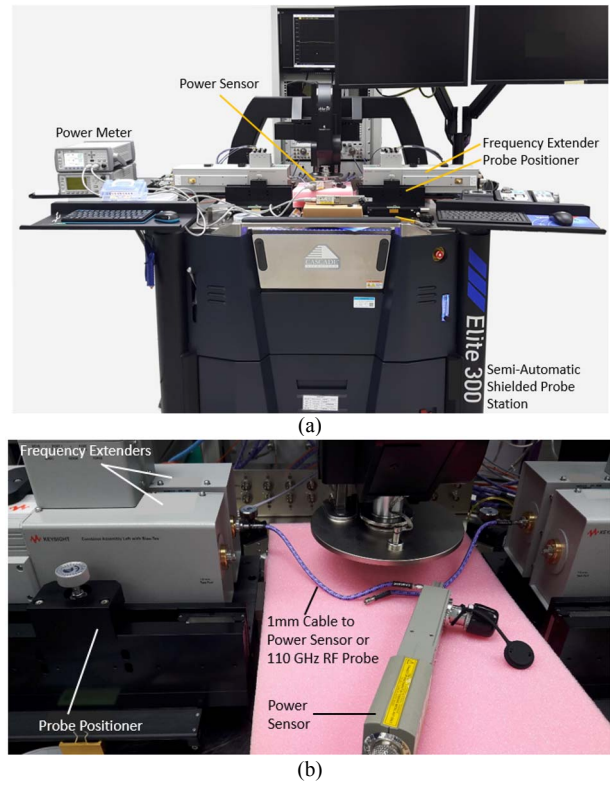 Power Sensor
Power Meter
Frequency Extender
Probe Positioner
Elite 300
Semi-Automatic
Shielded Probe
Station
(a)
Frequency Extenders
KEYSIGHT
1mm Cable to
Power Sensor or
110 GHz RF Probe
Probe Positioner
Power
Sensor
(b)